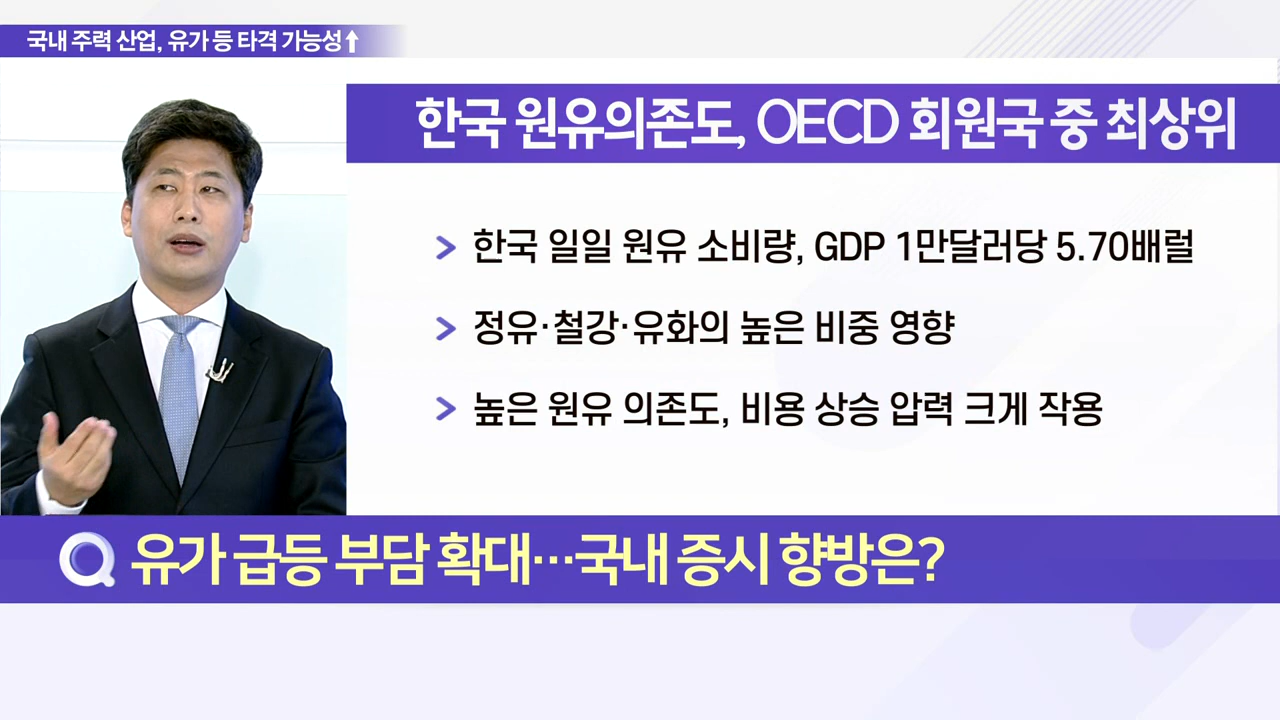 국내 주력 산업, 유가 등 타격 가능성↑
한국 원유의존도, OECD 회원국 중 최상위
> 한국 일일 원유 소비량, GDP 1만달러당 5.70배럴
> 정유·철강·유화의 높은 비중 영향
> 높은 원유 의존도, 비용 상승 압력 크게 작용
Q 유가 급등 부담 확대…국내 증시 향방은?